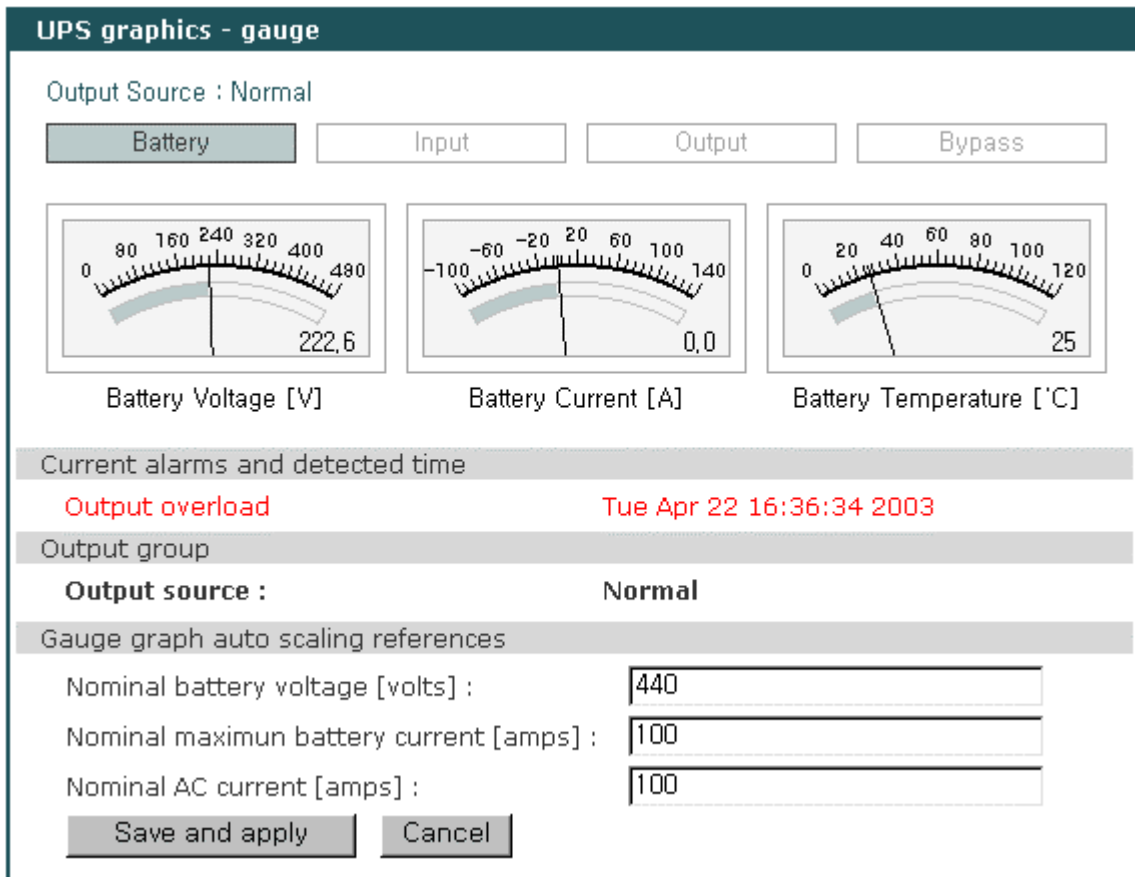 UPS graphics - gauge
Output Source : Normal
Battery Input Output Bypass
0 80 160 240 320 400 480
222,6
-100 -60 -20 20 60 100 140
0,0
0 20 40 60 80 100 120
25
Battery Voltage [V] Battery Current [A] Battery Temperature [˚C]
Current alarms and detected time
Output overload Tue Apr 22 16:36:34 2003
Output group
Output source : Normal
Gauge graph auto scaling references
Nominal battery voltage [volts] : 440
Nominal maximun battery current [amps] : 100
Nominal AC current [amps] : 100
Save and apply Cancel